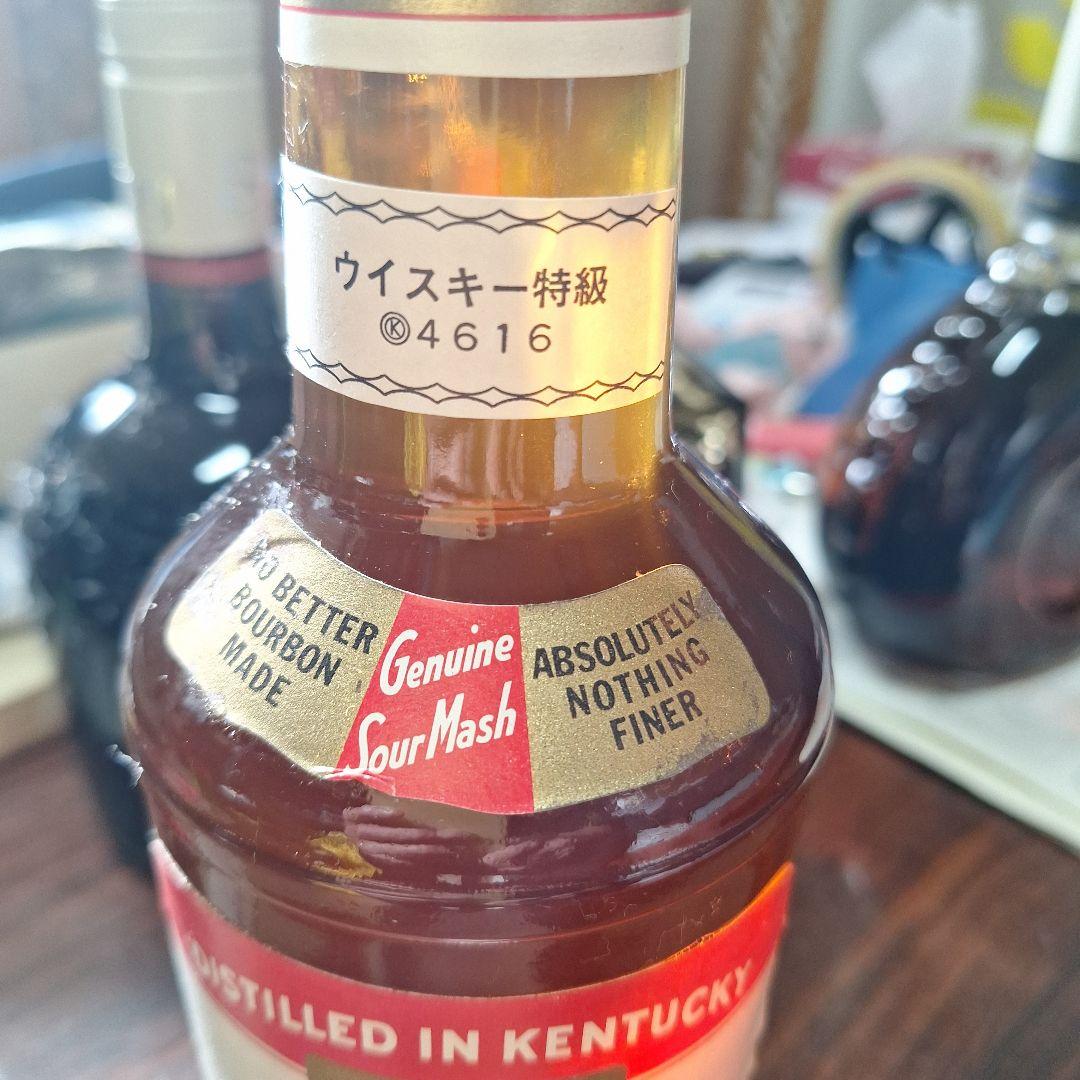 ウイスキー特級
Ⓚ4616
NO BETTER
BOURBON
MADE
Genuine
Sour Mash
ABSOLUTELY
NOTHING
FINER
DISTILLED IN KENTUCKY